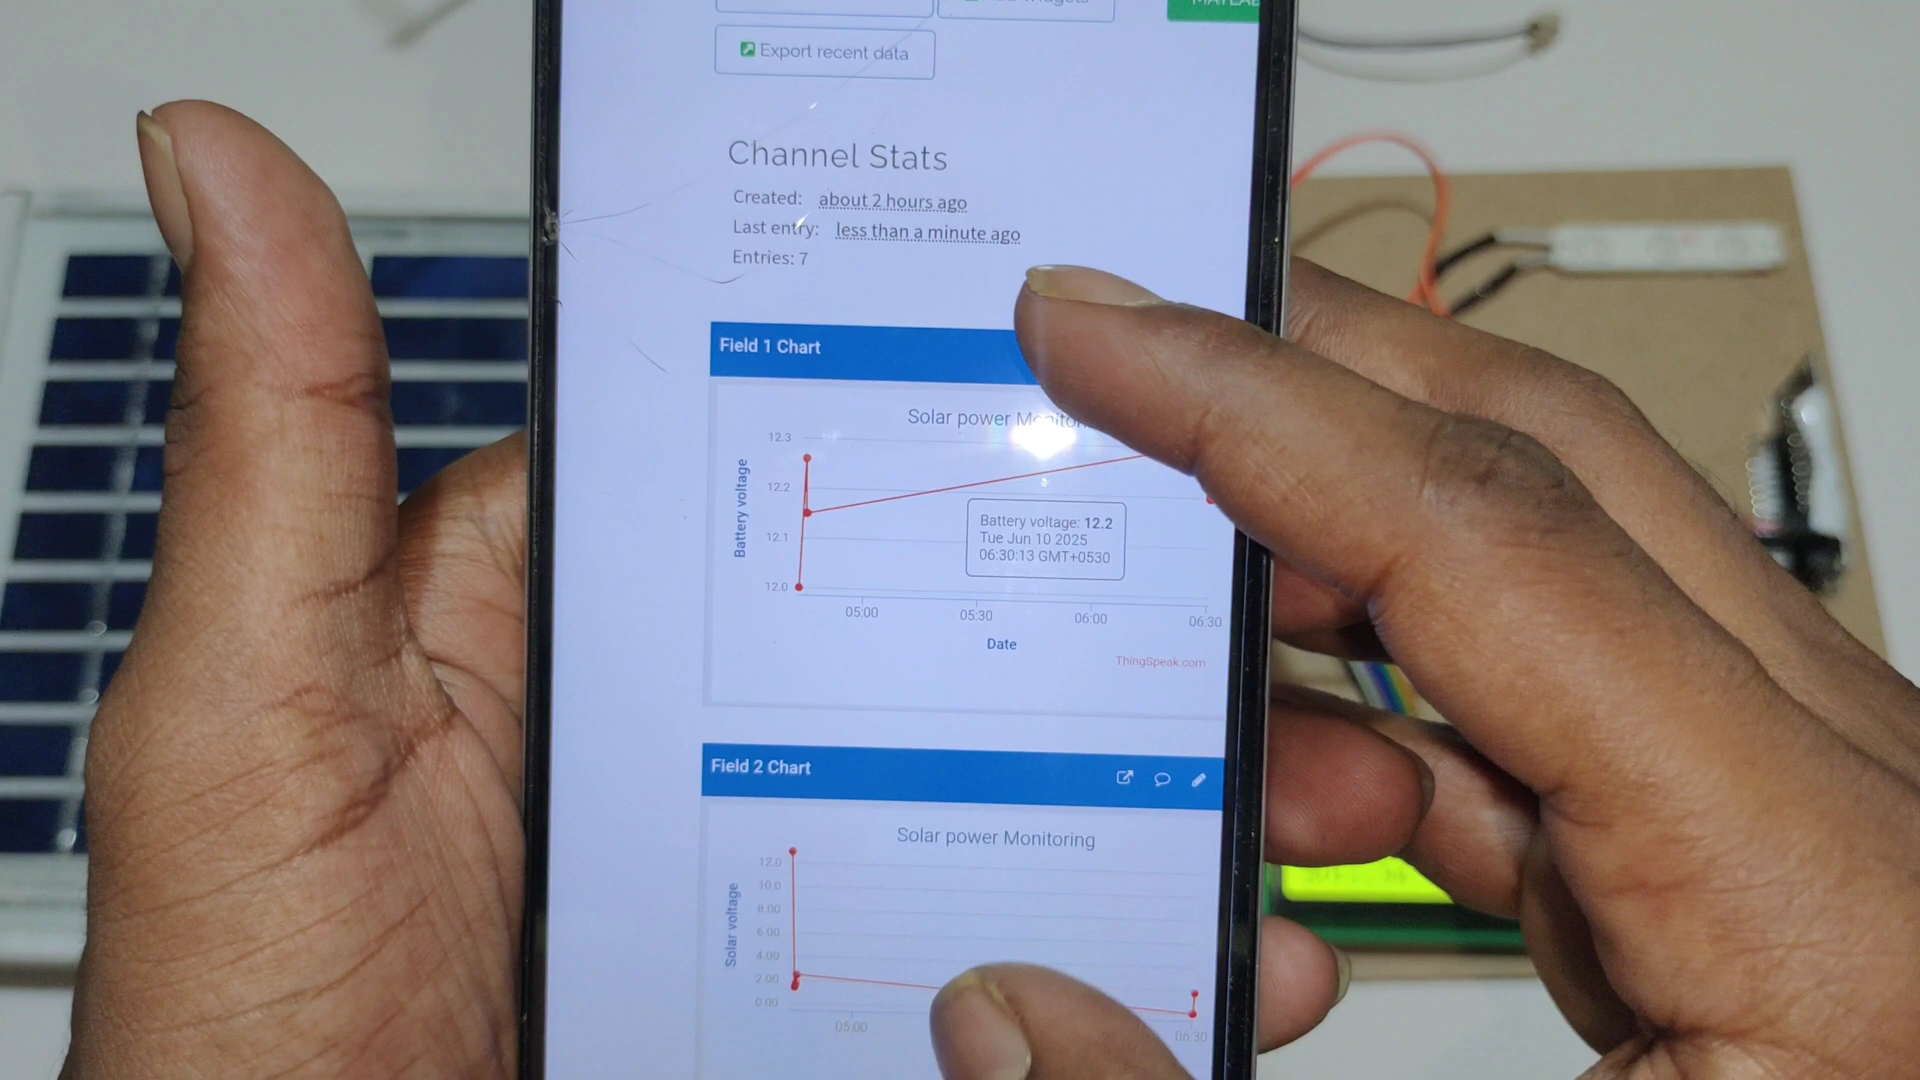 MATLAB
Export recent data
Channel Stats
Created: about 2 hours ago
Last entry: less than a minute ago
Entries: 7
Field 1 Chart
Solar power Monitor
12.3
12.2
12.1
12.0
Battery voltage
Battery voltage: 12.2
Tue Jun 10 2025
06:30:13 GMT+0530
05:00 05:30 06:00 06:30
Date
ThingSpeak.com
Field 2 Chart
Solar power Monitoring
12.0
10.0
8.00
6.00
4.00
2.00
0.00
Solar voltage
05:00 06:30